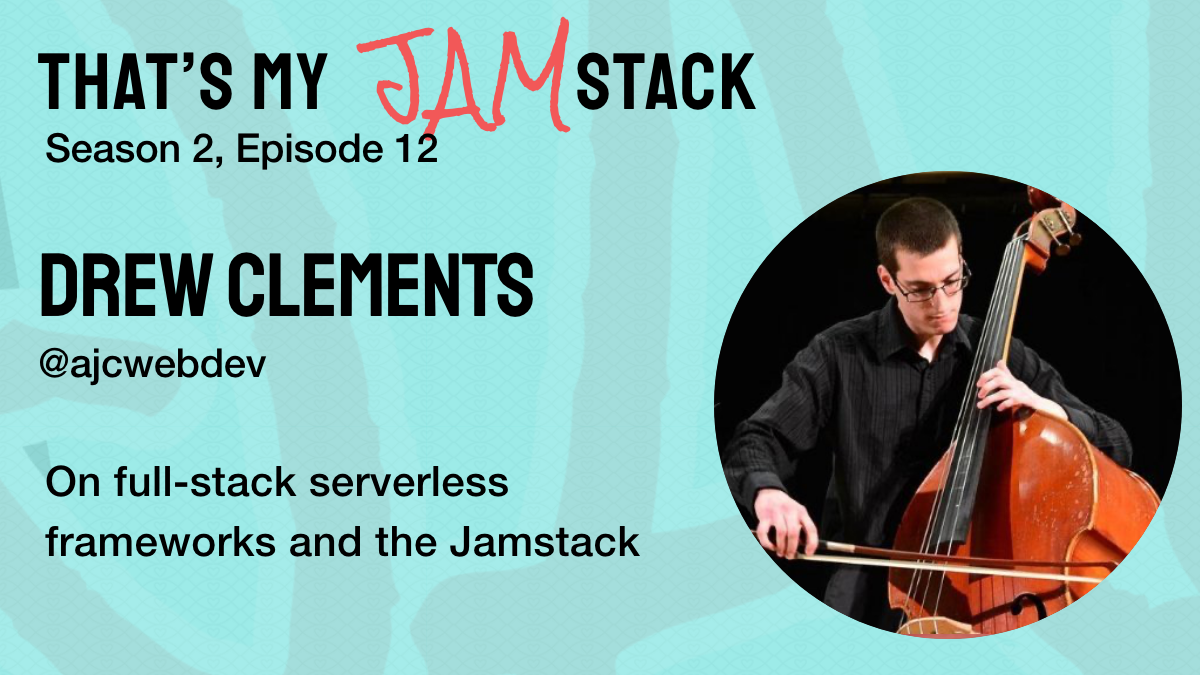 THAT'S MY JAMSTACK
Season 2, Episode 12
DREW CLEMENTS
@ajcwebdev
On full-stack serverless
frameworks and the Jamstack